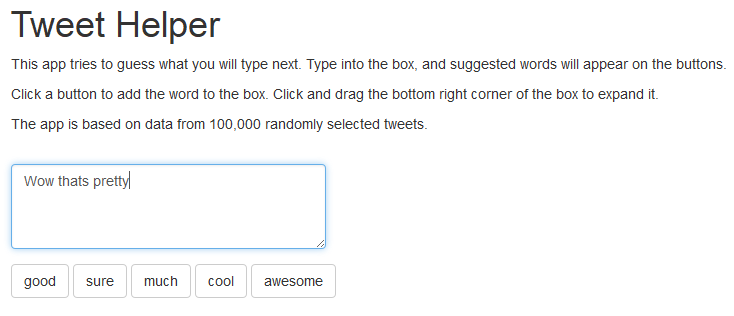 Tweet Helper
This app tries to guess what you will type next. Type into the box, and suggested words will appear on the buttons.
Click a button to add the word to the box. Click and drag the bottom right corner of the box to expand it.
The app is based on data from 100,000 randomly selected tweets.
Wow thats pretty
good sure much cool awesome